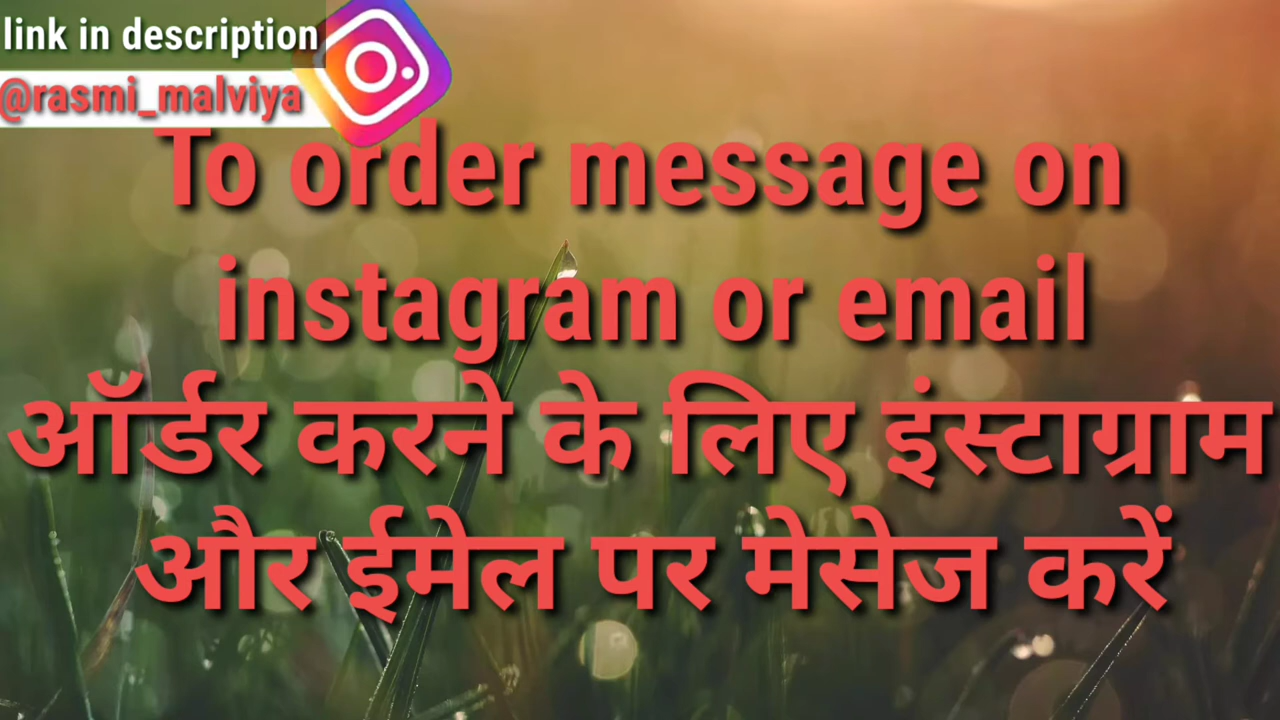 link in description
@rasmi_malviya
To order message on
instagram or email
ऑर्डर करने के लिए इंस्टाग्राम
और ईमेल पर मेसेज करें